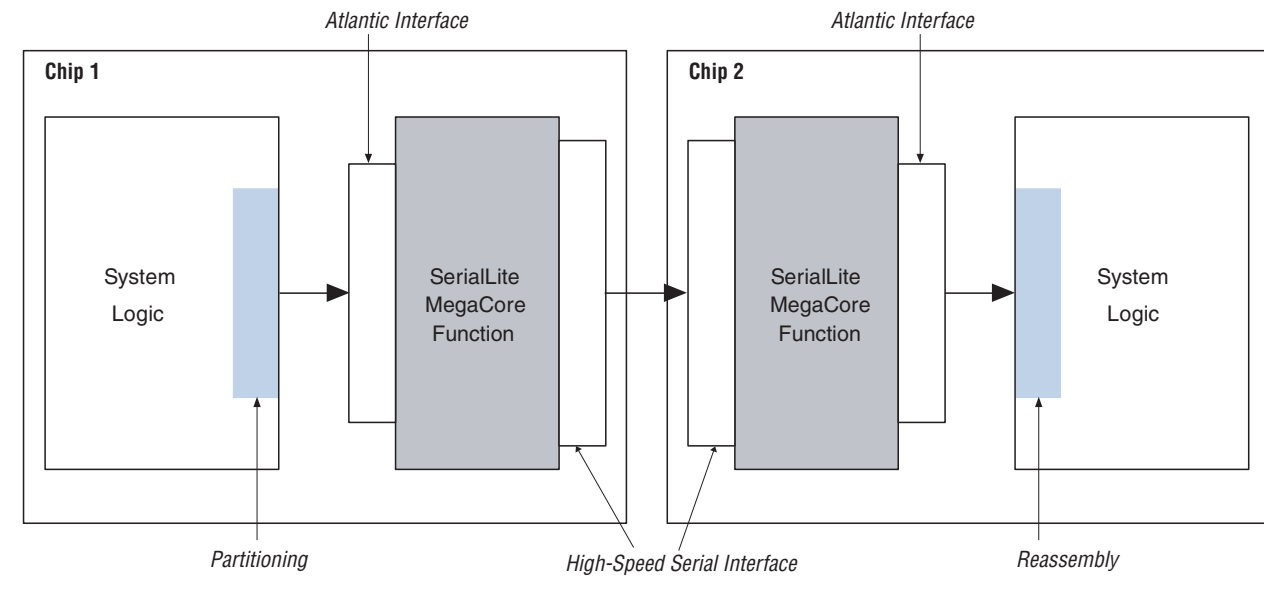 Atlantic Interface
Atlantic Interface
Chip 1
Chip 2
System
Logic
SerialLite
MegaCore
Function
SerialLite
MegaCore
Function
System
Logic
Partitioning
High-Speed Serial Interface
Reassembly